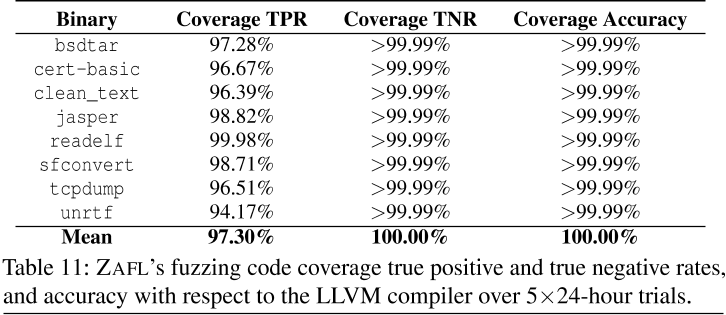 Binary Coverage TPR Coverage TNR Coverage Accuracy
bsdtar 97.28% >99.99% >99.99%
cert-basic 96.67% >99.99% >99.99%
clean_text 96.39% >99.99% >99.99%
jasper 98.82% >99.99% >99.99%
readelf 99.98% >99.99% >99.99%
sfconvert 98.71% >99.99% >99.99%
tcpdump 96.51% >99.99% >99.99%
unrtf 94.17% >99.99% >99.99%
Mean 97.30% 100.00% 100.00%
Table 11: ZAFL's fuzzing code coverage true positive and true negative rates,
and accuracy with respect to the LLVM compiler over 5×24-hour trials.